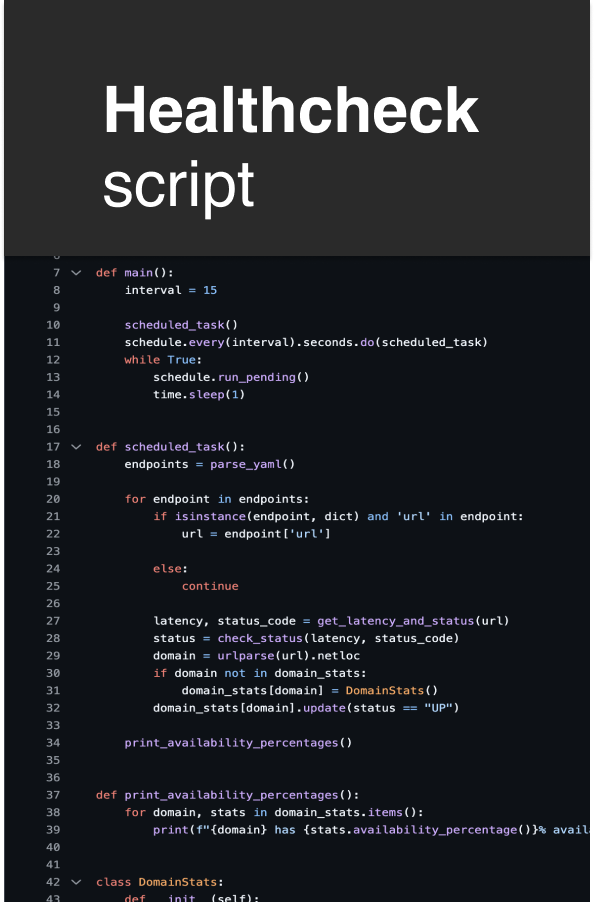 Healthcheck
script
6
7 def main():
8 interval = 15
9
10 scheduled_task()
11 schedule.every(interval).seconds.do(scheduled_task)
12 while True:
13 schedule.run_pending()
14 time.sleep(1)
15
16
17 def scheduled_task():
18 endpoints = parse_yaml()
19
20 for endpoint in endpoints:
21 if isinstance(endpoint, dict) and 'url' in endpoint:
22 url = endpoint['url']
23
24 else:
25 continue
26
27 latency, status_code = get_latency_and_status(url)
28 status = check_status(latency, status_code)
29 domain = urlparse(url).netloc
30 if domain not in domain_stats:
31 domain_stats[domain] = DomainStats()
32 domain_stats[domain].update(status == "UP")
33
34 print_availability_percentages()
35
36
37 def print_availability_percentages():
38 for domain, stats in domain_stats.items():
39 print(f"{domain} has {stats.availability_percentage()}% avail
40
41
42 class DomainStats:
43 def __init__(self):